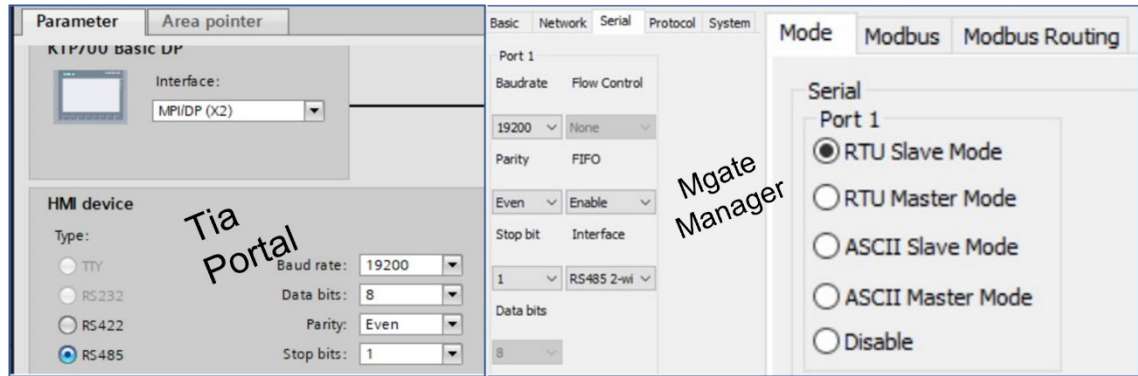 Parameter
Area pointer
KTP700 Basic DP
Interface:
MPI/DP (X2)
HMI device
Type:
TTY
RS232
RS422
RS485
Baud rate: 19200
Data bits: 8
Parity: Even
Stop bits: 1
Tia
Portal
Basic Network Serial Protocol System
Port 1
Baudrate Flow Control
19200 None
Parity FIFO
Even Enable
Stop bit Interface
1 RS485 2-wi
Data bits
8
Mgate
Manager
Mode Modbus Modbus Routing
Serial
Port 1
RTU Slave Mode
RTU Master Mode
ASCII Slave Mode
ASCII Master Mode
Disable